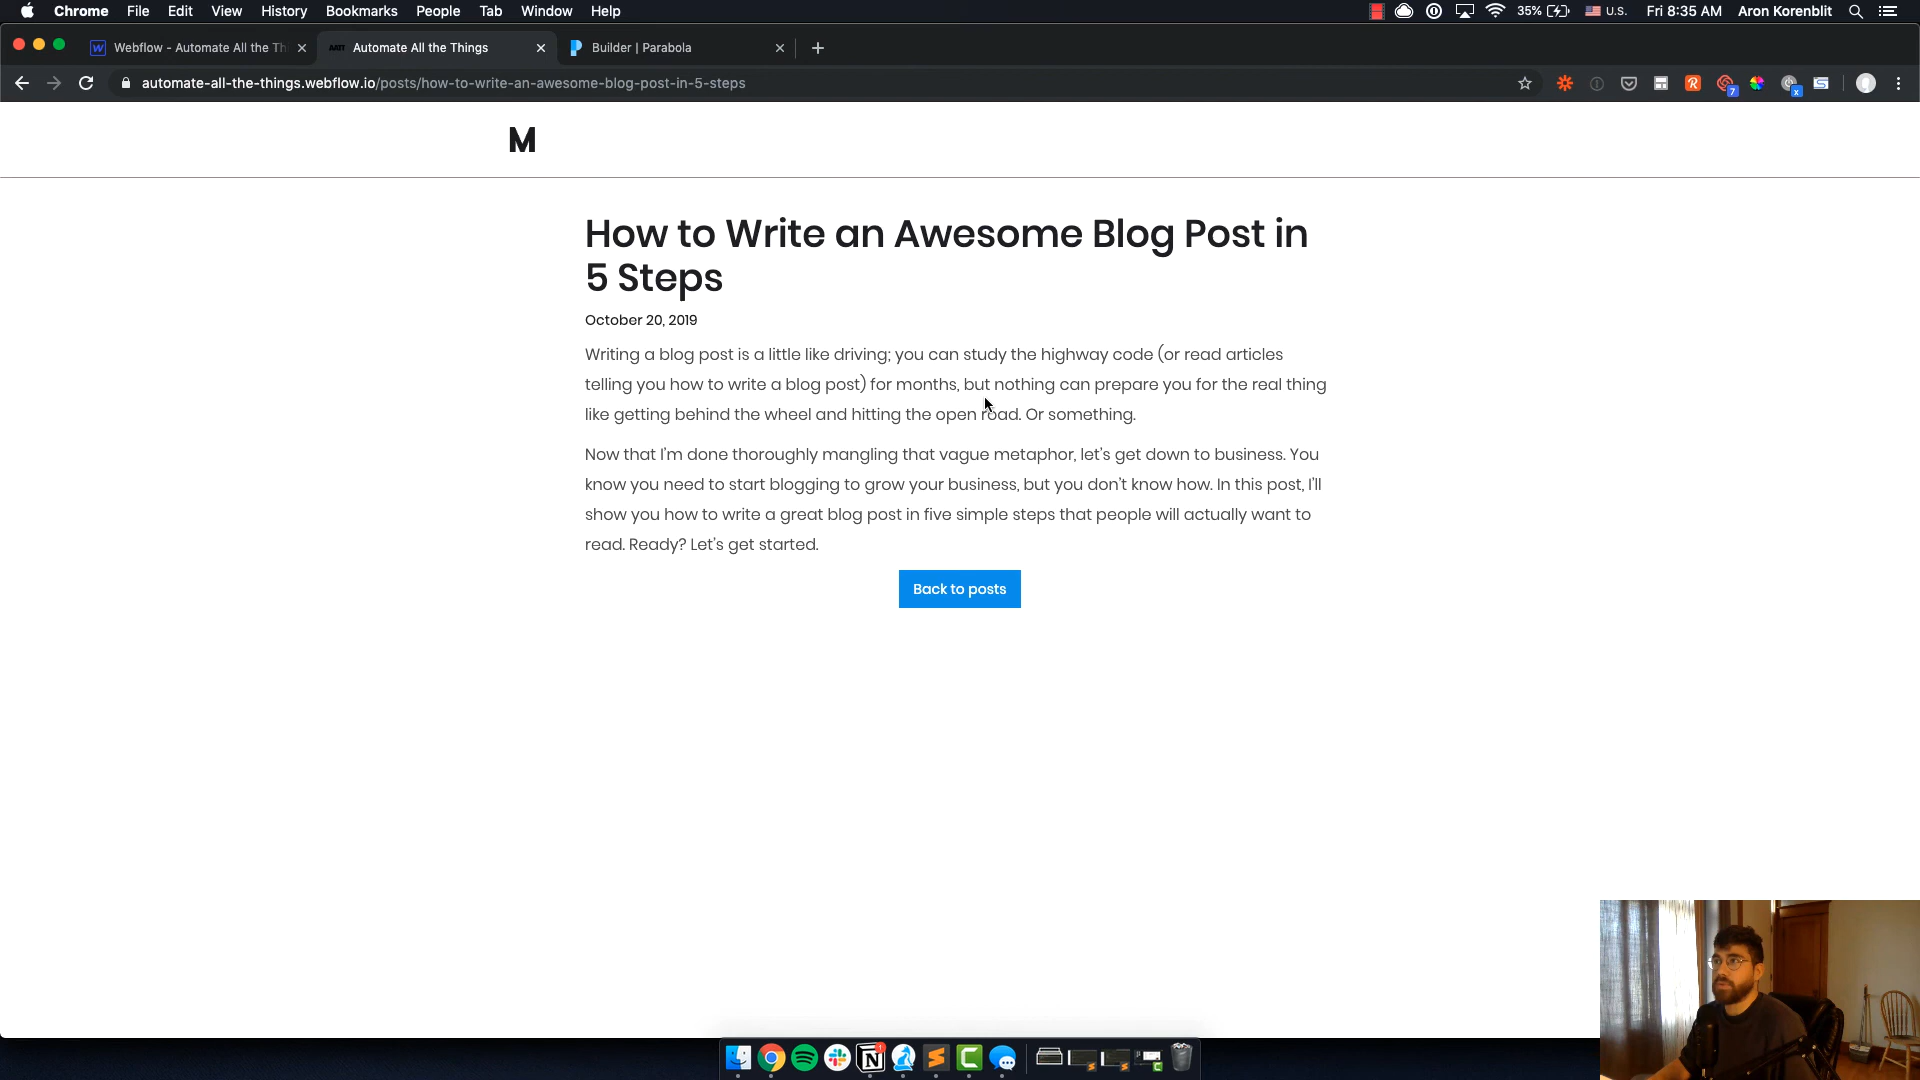 Chrome File Edit View History Bookmarks People Tab Window Help 35% U.S. Fri 8:35 AM Aron Korenblit
Webflow - Automate All the Th
Automate All the Things
Builder | Parabola
automate-all-the-things.webflow.io/posts/how-to-write-an-awesome-blog-post-in-5-steps
7
x
M
How to Write an Awesome Blog Post in
5 Steps
October 20, 2019
Writing a blog post is a little like driving; you can study the highway code (or read articles
telling you how to write a blog post) for months, but nothing can prepare you for the real thing
like getting behind the wheel and hitting the open road. Or something.
Now that I'm done thoroughly mangling that vague metaphor, let's get down to business. You
know you need to start blogging to grow your business, but you don't know how. In this post, I'll
show you how to write a great blog post in five simple steps that people will actually want to
read. Ready? Let's get started.
Back to posts